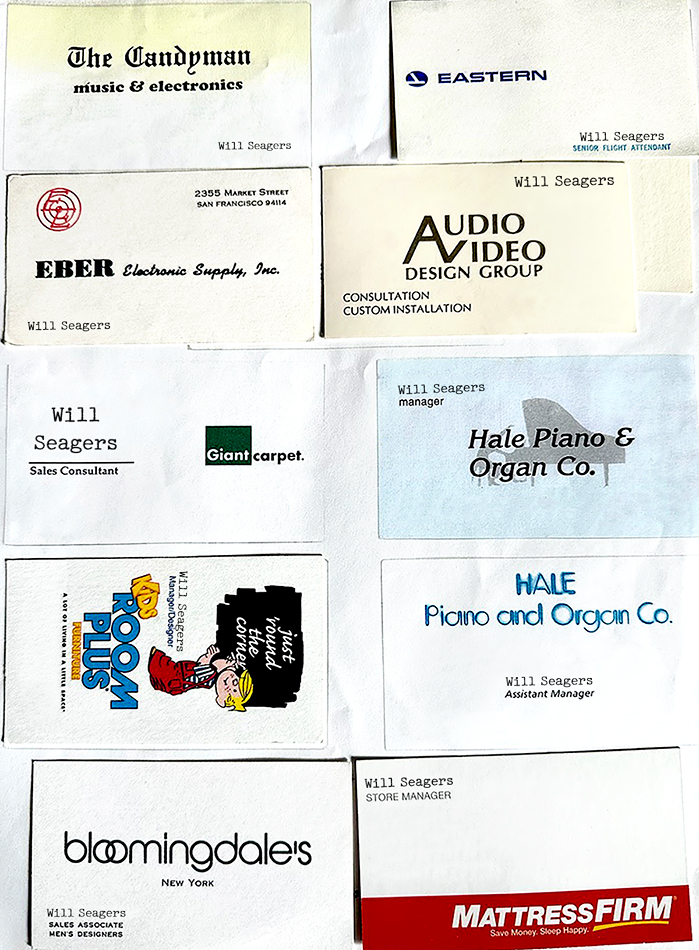 The Candyman
music & electronics
Will Seagers
EASTERN
Will Seagers
SENIOR FLIGHT ATTENDANT
2355 MARKET STREET
SAN FRANCISCO 94114
EBER Electronic Supply, Inc.
Will Seagers
Will Seagers
AUDIO
VIDEO
DESIGN GROUP
CONSULTATION
CUSTOM INSTALLATION
Will
Seagers
Sales Consultant
Giant carpet.
Will Seagers
manager
Hale Piano &
Organ Co.
just
'round
the
corner
Will Seagers
Manager/Designer
KIDS
ROOM
PLUS
FURNITURE
A LOT OF LIVING IN A LITTLE SPACE
HALE
Piano and Organ Co.
Will Seagers
Assistant Manager
bloomingdale's
NEW YORK
Will Seagers
SALES ASSOCIATE
MEN'S DESIGNERS
Will Seagers
STORE MANAGER
MATTRESSFIRM
Save Money. Sleep Happy.